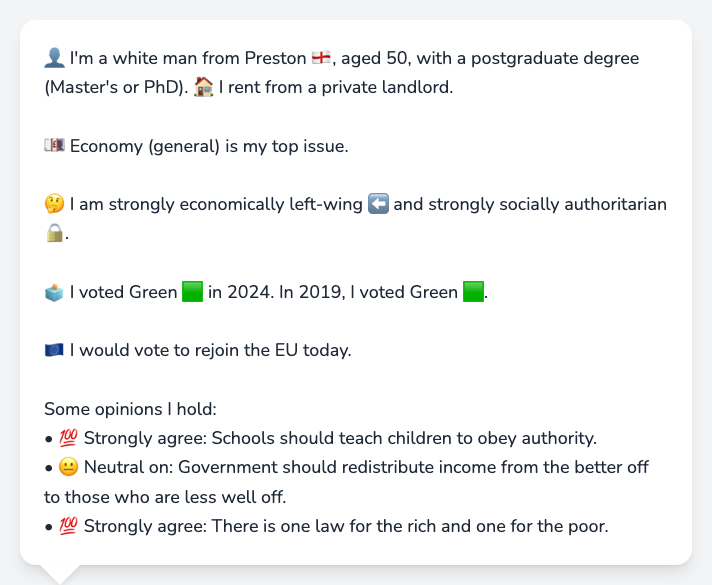 👤 I'm a white man from Preston 🏴󠁧󠁢󠁥󠁮󠁧󠁿, aged 50, with a postgraduate degree
(Master's or PhD). 🏠 I rent from a private landlord.
💷 Economy (general) is my top issue.
🤔 I am strongly economically left-wing ⬅️ and strongly socially authoritarian
🔒.
🗳️ I voted Green 🟩 in 2024. In 2019, I voted Green 🟩.
🇪🇺 I would vote to rejoin the EU today.
Some opinions I hold:
• 💯 Strongly agree: Schools should teach children to obey authority.
• 😐 Neutral on: Government should redistribute income from the better off
to those who are less well off.
• 💯 Strongly agree: There is one law for the rich and one for the poor.